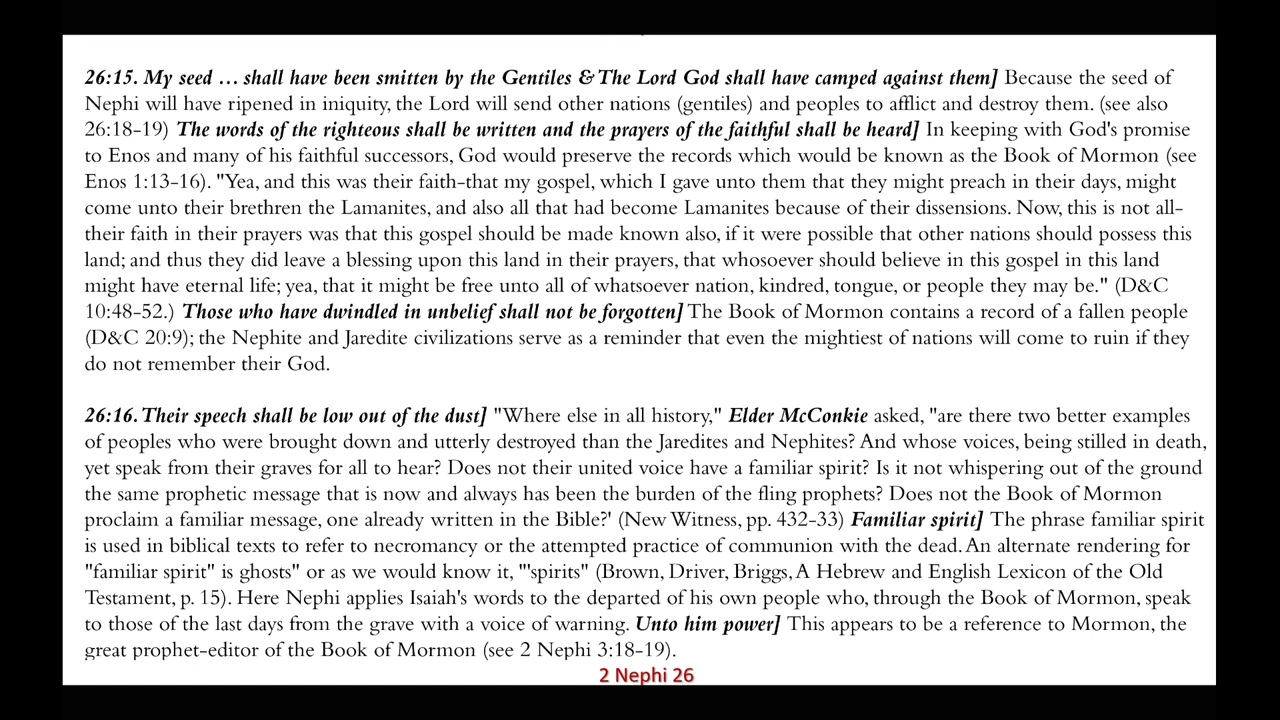 26:15. My seed … shall have been smitten by the Gentiles & The Lord God shall have camped against them] Because the seed of
Nephi will have ripened in iniquity, the Lord will send other nations (gentiles) and peoples to afflict and destroy them. (see also
26:18-19) The words of the righteous shall be written and the prayers of the faithful shall be heard] In keeping with God's promise
to Enos and many of his faithful successors, God would preserve the records which would be known as the Book of Mormon (see
Enos 1:13-16). "Yea, and this was their faith-that my gospel, which I gave unto them that they might preach in their days, might
come unto their brethren the Lamanites, and also all that had become Lamanites because of their dissensions. Now, this is not all-
their faith in their prayers was that this gospel should be made known also, if it were possible that other nations should possess this
land; and thus they did leave a blessing upon this land in their prayers, that whosoever should believe in this gospel in this land
might have eternal life; yea, that it might be free unto all of whatsoever nation, kindred, tongue, or people they may be." (D&C
10:48-52.) Those who have dwindled in unbelief shall not be forgotten] The Book of Mormon contains a record of a fallen people
(D&C 20:9); the Nephite and Jaredite civilizations serve as a reminder that even the mightiest of nations will come to ruin if they
do not remember their God.
26:16. Their speech shall be low out of the dust] "Where else in all history," Elder McConkie asked, "are there two better examples
of peoples who were brought down and utterly destroyed than the Jaredites and Nephites? And whose voices, being stilled in death,
yet speak from their graves for all to hear? Does not their united voice have a familiar spirit? Is it not whispering out of the ground
the same prophetic message that is now and always has been the burden of the fling prophets? Does not the Book of Mormon
proclaim a familiar message, one already written in the Bible?' (New Witness, pp. 432-33) Familiar spirit] The phrase familiar spirit
is used in biblical texts to refer to necromancy or the attempted practice of communion with the dead. An alternate rendering for
"familiar spirit" is ghosts" or as we would know it, "'spirits" (Brown, Driver, Briggs, A Hebrew and English Lexicon of the Old
Testament, p. 15). Here Nephi applies Isaiah's words to the departed of his own people who, through the Book of Mormon, speak
to those of the last days from the grave with a voice of warning. Unto him power] This appears to be a reference to Mormon, the
great prophet-editor of the Book of Mormon (see 2 Nephi 3:18-19).
2 Nephi 26